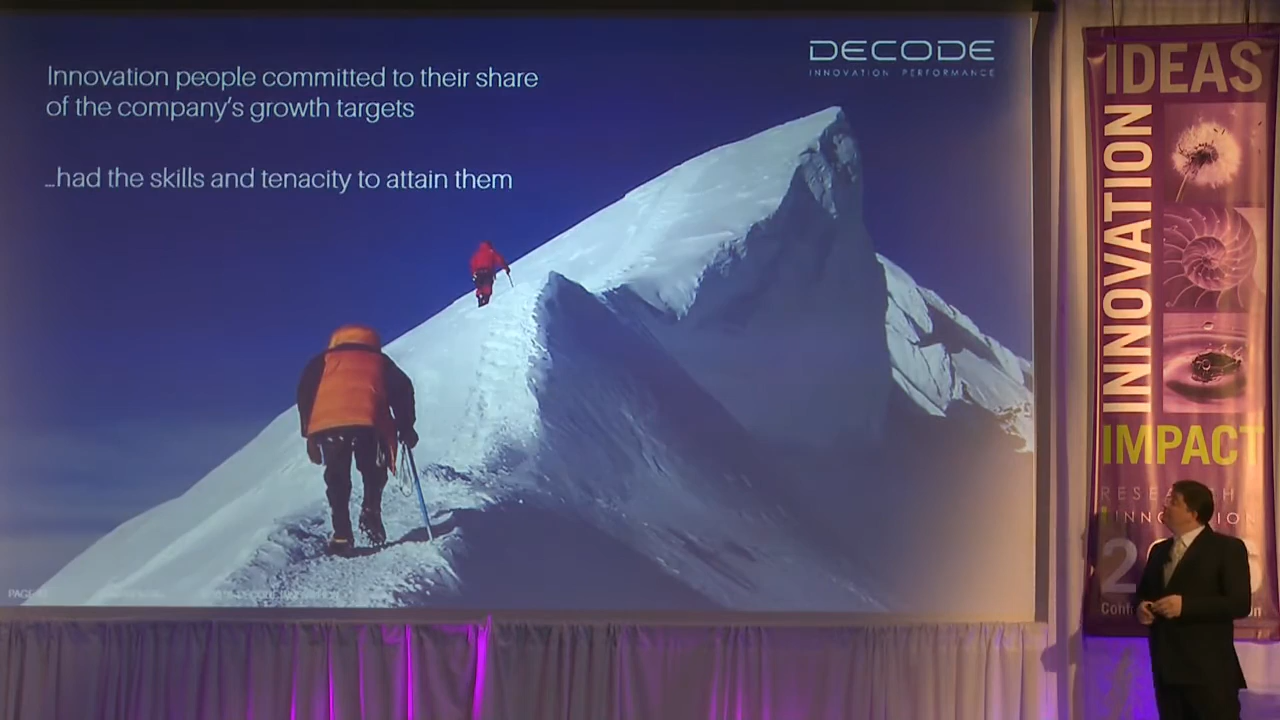 Innovation people committed to their share
of the company's growth targets
...had the skills and tenacity to attain them
DECODE
INNOVATION PERFORMANCE
IDEAS
INNOVATION
IMPACT